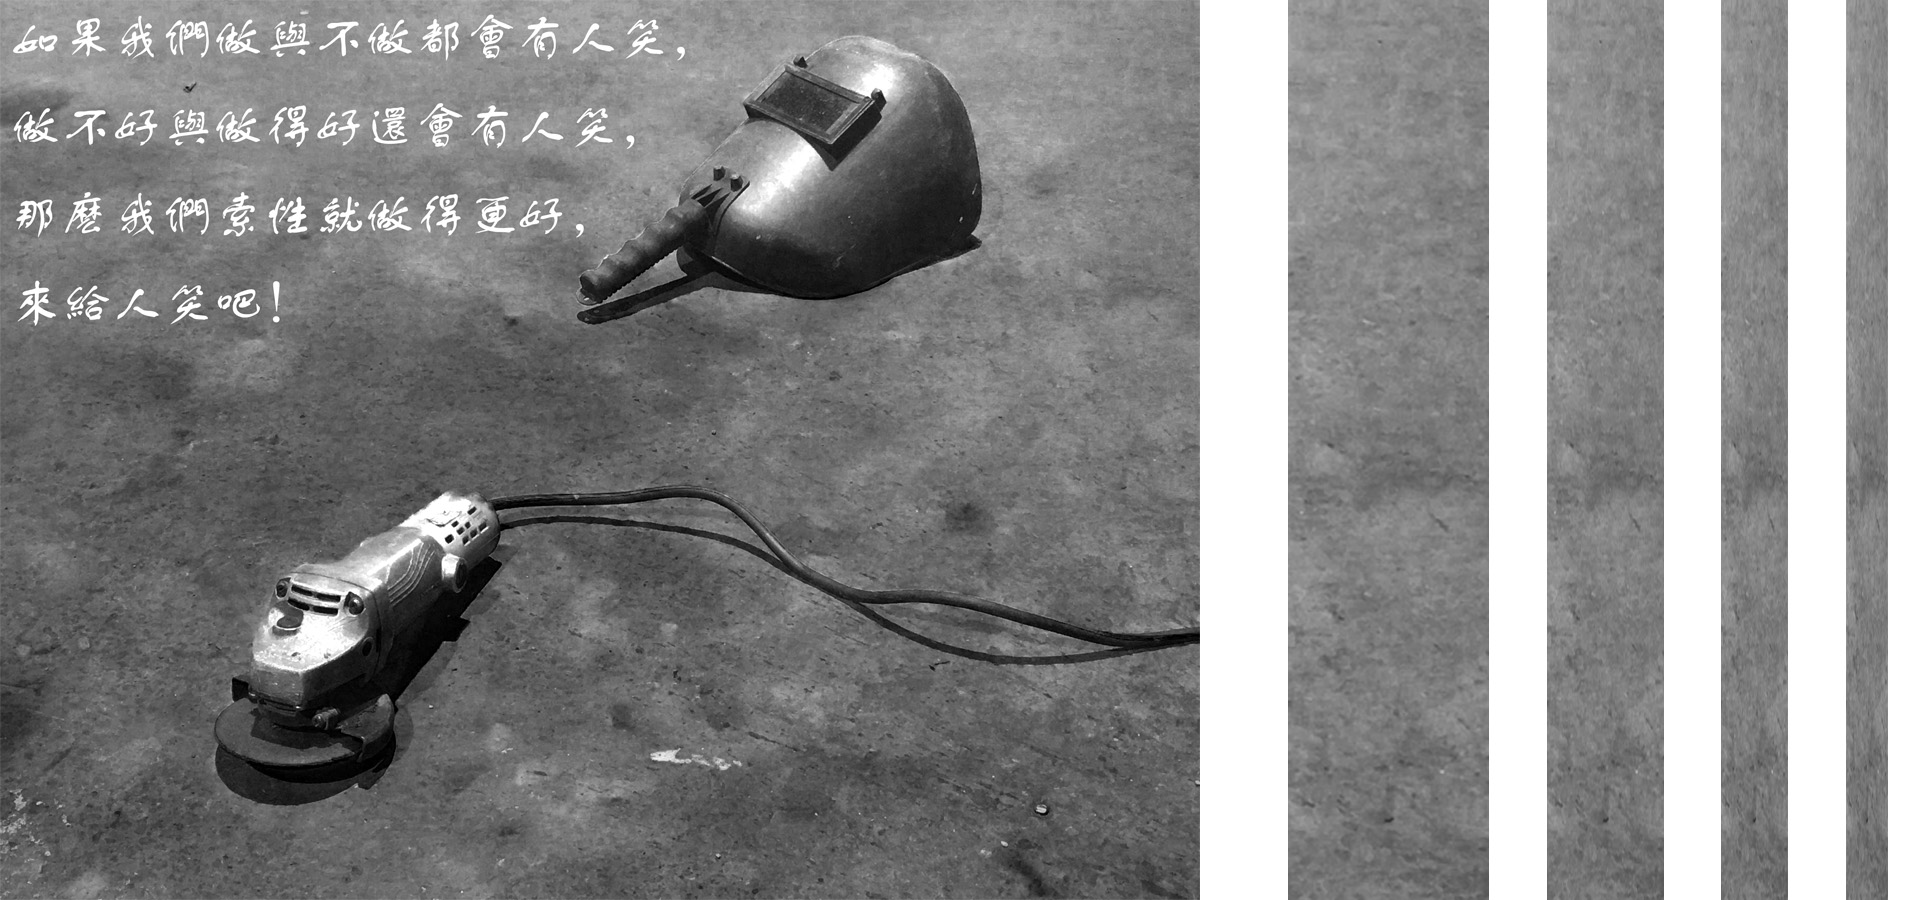 如果我們做與不做都會有人笑，
做不好與做得好還會有人笑，
那麼我們索性就做得更好，
來給人笑吧！